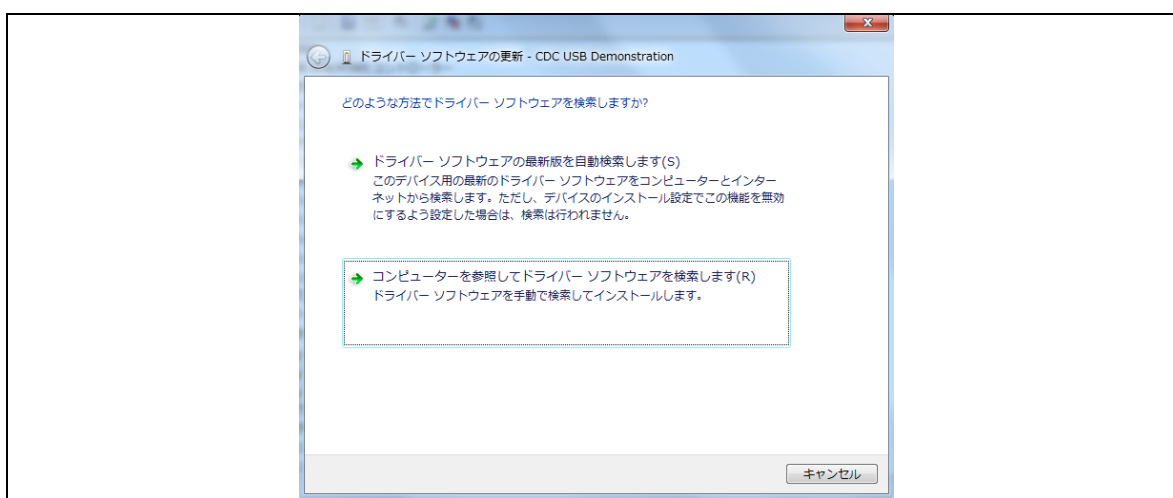 ドライバー ソフトウェアの更新 - CDC USB Demonstration
どのような方法でドライバー ソフトウェアを検索しますか?
ドライバー ソフトウェアの最新版を自動検索します(S)
このデバイス用の最新のドライバー ソフトウェアをコンピューターとインター
ネットから検索します。ただし、デバイスのインストール設定でこの機能を無効
にするよう設定した場合は、検索は行われません。
コンピューターを参照してドライバー ソフトウェアを検索します(R)
ドライバー ソフトウェアを手動で検索してインストールします。
キャンセル